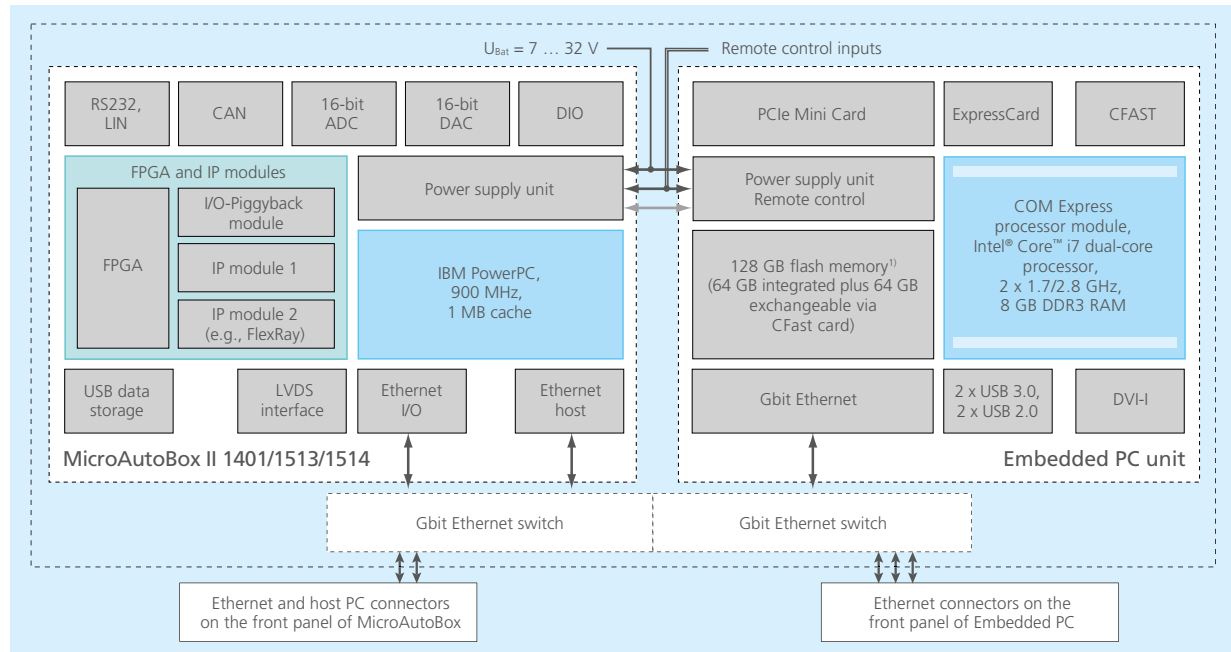 U_Bat = 7 … 32 V
Remote control inputs
RS232,
LIN
CAN
16-bit
ADC
16-bit
DAC
DIO
FPGA and IP modules
FPGA
I/O-Piggyback
module
IP module 1
IP module 2
(e.g., FlexRay)
Power supply unit
IBM PowerPC,
900 MHz,
1 MB cache
USB data
storage
LVDS
interface
Ethernet
I/O
Ethernet
host
MicroAutoBox II 1401/1513/1514
PCIe Mini Card
ExpressCard
CFAST
Power supply unit
Remote control
128 GB flash memory¹⁾
(64 GB integrated plus 64 GB
exchangeable via
CFast card)
COM Express
processor module,
Intel® Core™ i7 dual-core
processor,
2 x 1.7/2.8 GHz,
8 GB DDR3 RAM
Gbit Ethernet
2 x USB 3.0,
2 x USB 2.0
DVI-I
Embedded PC unit
Gbit Ethernet switch
Gbit Ethernet switch
Ethernet and host PC connectors
on the front panel of MicroAutoBox
Ethernet connectors on the
front panel of Embedded PC